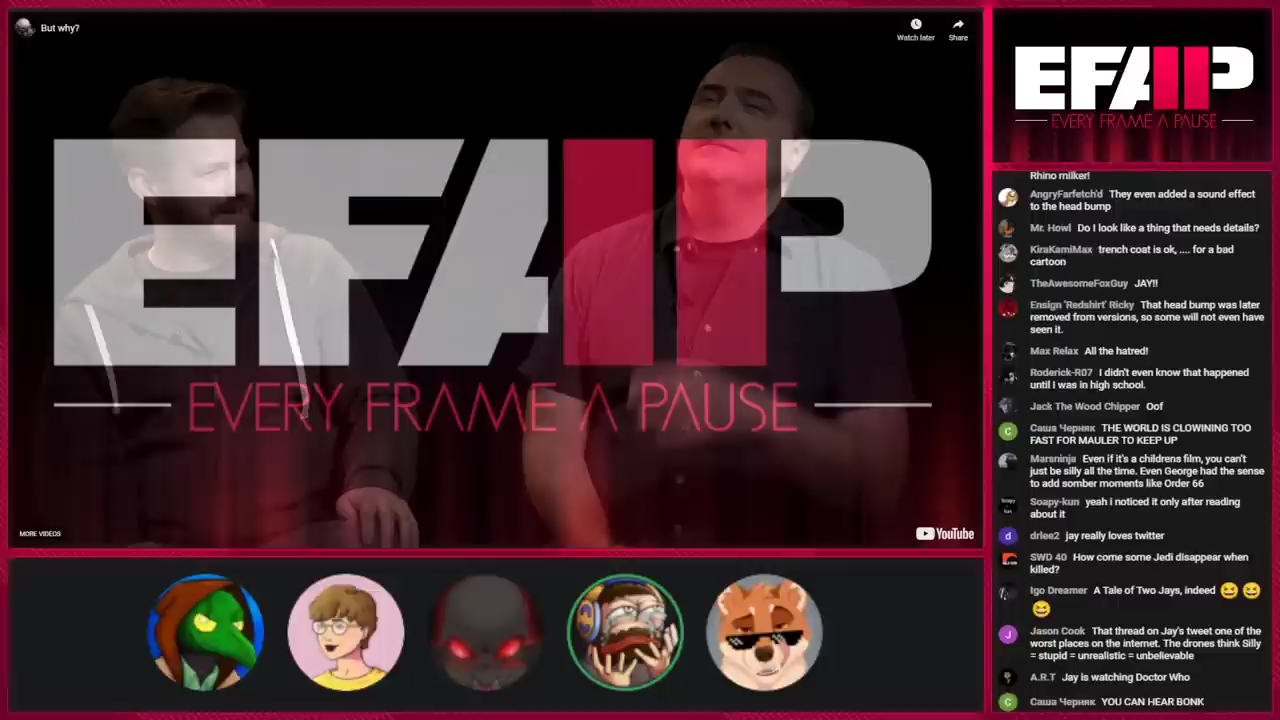 But why?
Watch later
Share
EFAP
EVERY FRAME A PAUSE
MORE VIDEOS
YouTube
EFAP
EVERY FRAME A PAUSE
Rhino milker!
AngryFarfetch'd They even added a sound effect
to the head bump
Mr. Howl Do I look like a thing that needs details?
KiraKamiMax trench coat is ok, .... for a bad
cartoon
TheAwesomeFoxGuy JAY!!
Ensign 'Redshirt' Ricky That head bump was later
removed from versions, so some will not even have
seen it.
Max Relax All the hatred!
Roderick-R07 I didn't even know that happened
until I was in high school.
Jack The Wood Chipper Oof
C
Саша Черняк THE WORLD IS CLOWINING TOO
FAST FOR MAULER TO KEEP UP
Marsninja Even if it's a childrens film, you can't
just be silly all the time. Even George had the sense
to add somber moments like Order 66
Soapy-kun yeah i noticed it only after reading
about it
d
drlee2 jay really loves twitter
SWD 40 How come some Jedi disappear when
killed?
Igo Dreamer A Tale of Two Jays, indeed 😆 😆
😆
J
Jason Cook That thread on Jay's tweet one of the
worst places on the internet. The drones think Silly
= stupid = unrealistic = unbelievable
A.R.T Jay is watching Doctor Who
C
Саша Черняк YOU CAN HEAR BONK